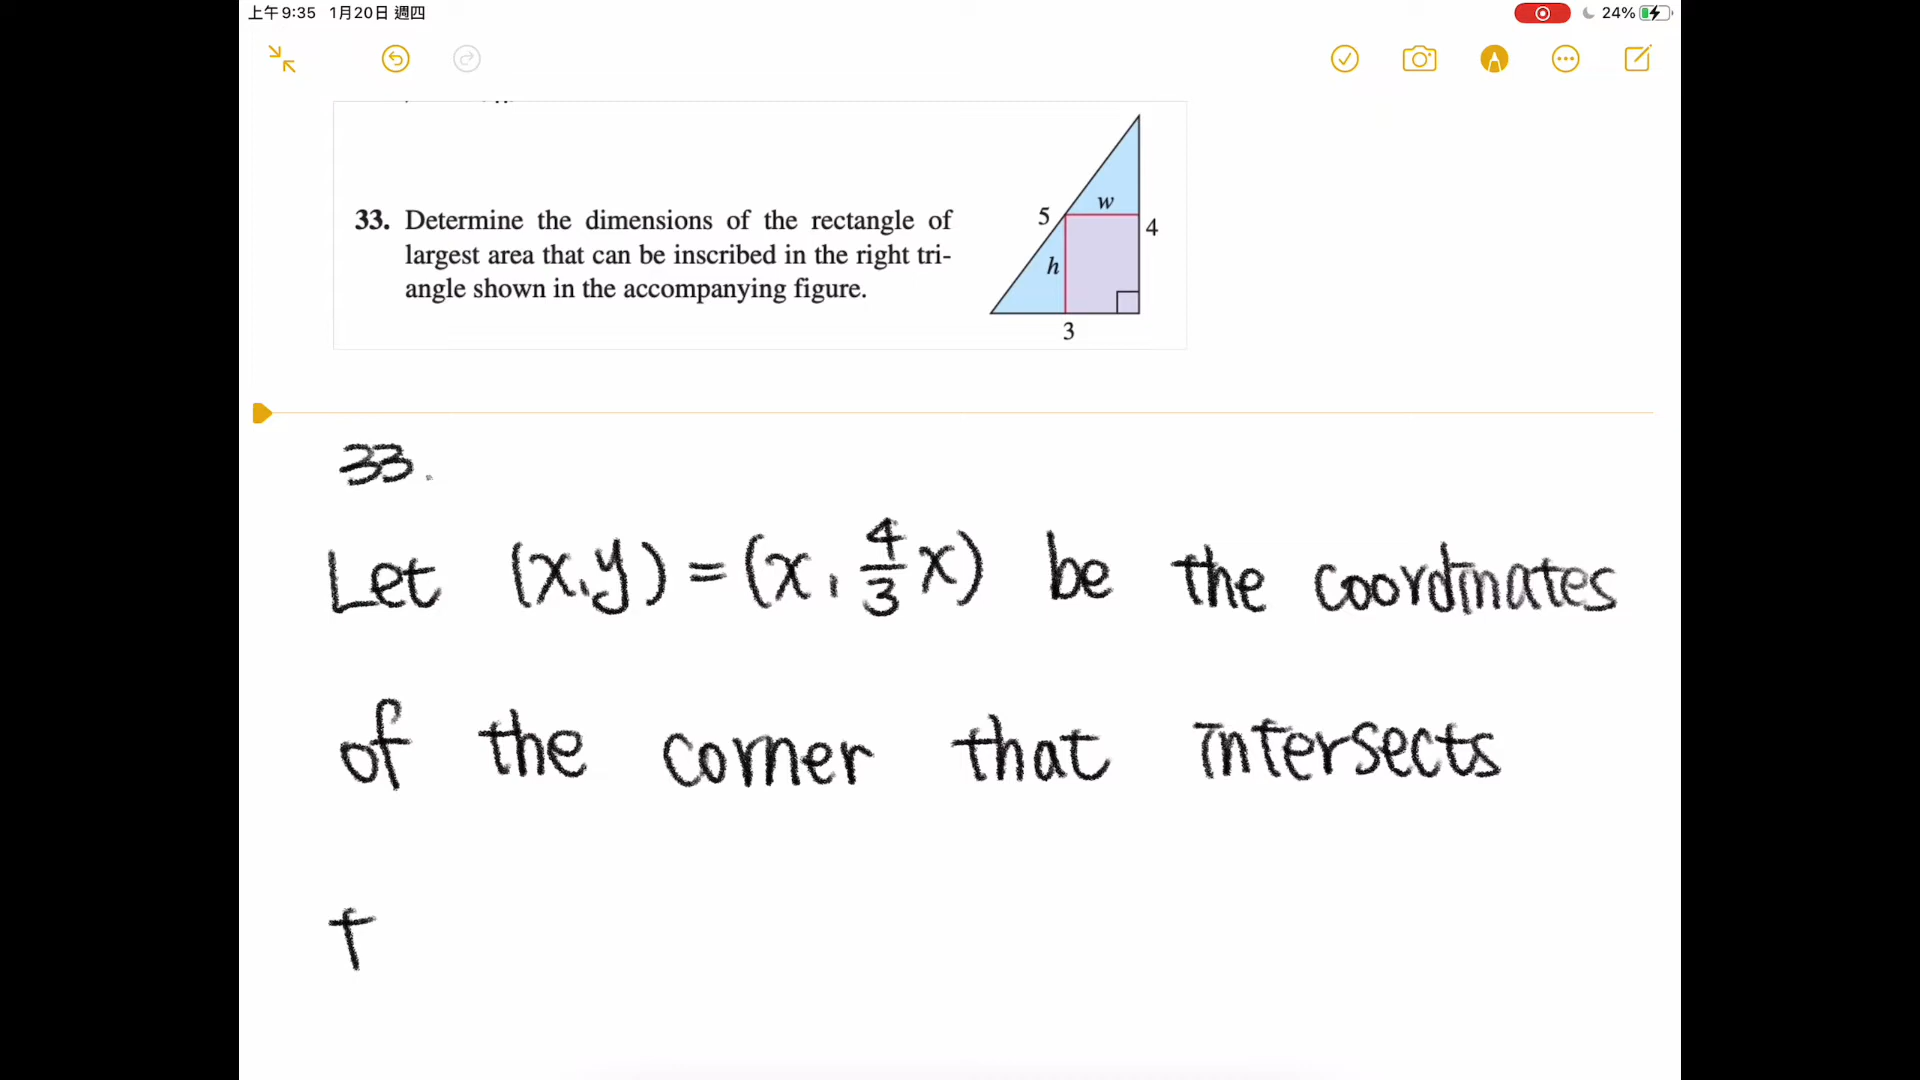 上午9:35 1月20日 週四
24%
33. Determine the dimensions of the rectangle of
largest area that can be inscribed in the right tri-
angle shown in the accompanying figure.
w
5
4
h
3
33.
Let (x,y) = (x, 4/3 x) be the coordinates
of the corner that intersects